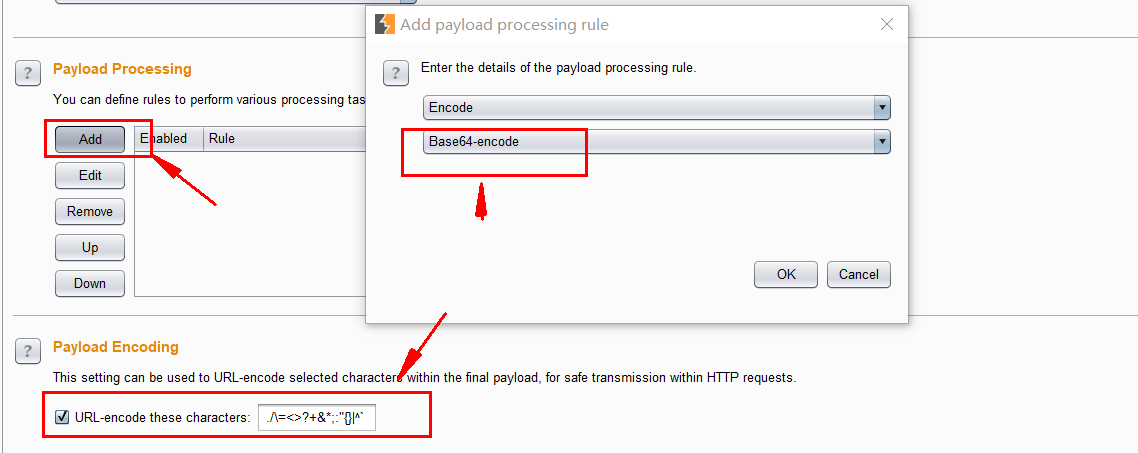 Add payload processing rule
?
Payload Processing
?
Enter the details of the payload processing rule.
You can define rules to perform various processing tas
Encode
Add
Enabled
Rule
Base64-encode
Edit
Remove
Up
OK
Cancel
Down
?
Payload Encoding
This setting can be used to URL-encode selected characters within the final payload, for safe transmission within HTTP requests.
URL-encode these characters:
./\=<>?+&*;:"{}|^`